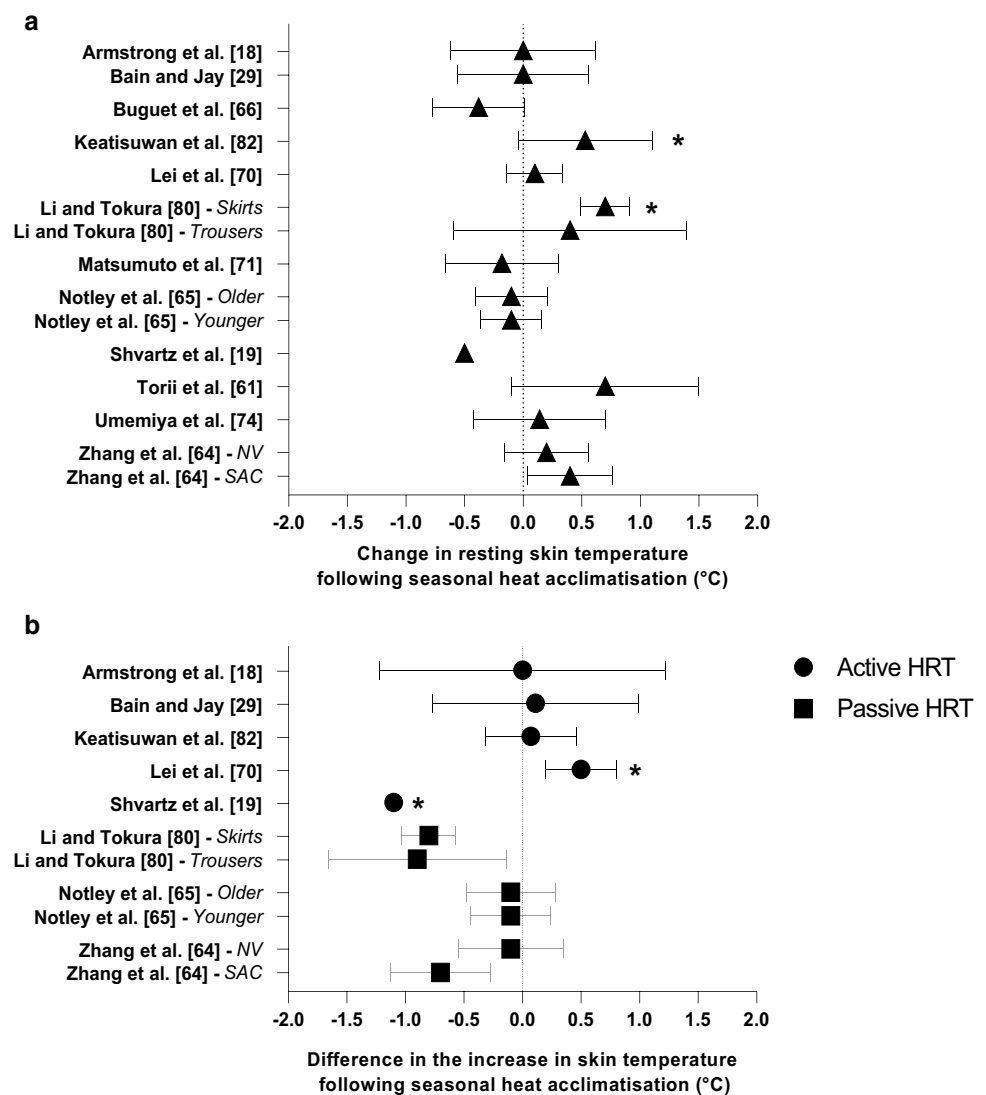 a
Armstrong et al. [18]
Bain and Jay [29]
Buguet et al. [66]
Keatisuwan et al. [82]
*
Lei et al. [70]
Li and Tokura [80] - Skirts
*
Li and Tokura [80] - Trousers
Matsumuto et al. [71]
Notley et al. [65] - Older
Notley et al. [65] - Younger
Shvartz et al. [19]
Torii et al. [61]
Umemiya et al. [74]
Zhang et al. [64] - NV
Zhang et al. [64] - SAC
-2.0 -1.5 -1.0 -0.5 0.0 0.5 1.0 1.5 2.0
Change in resting skin temperature
following seasonal heat acclimatisation (°C)
b
Armstrong et al. [18]
Bain and Jay [29]
Keatisuwan et al. [82]
Lei et al. [70]
*
Shvartz et al. [19]
*
Li and Tokura [80] - Skirts
Li and Tokura [80] - Trousers
Notley et al. [65] - Older
Notley et al. [65] - Younger
Zhang et al. [64] - NV
Zhang et al. [64] - SAC
-2.0 -1.5 -1.0 -0.5 0.0 0.5 1.0 1.5 2.0
Difference in the increase in skin temperature
following seasonal heat acclimatisation (°C)
Active HRT
Passive HRT